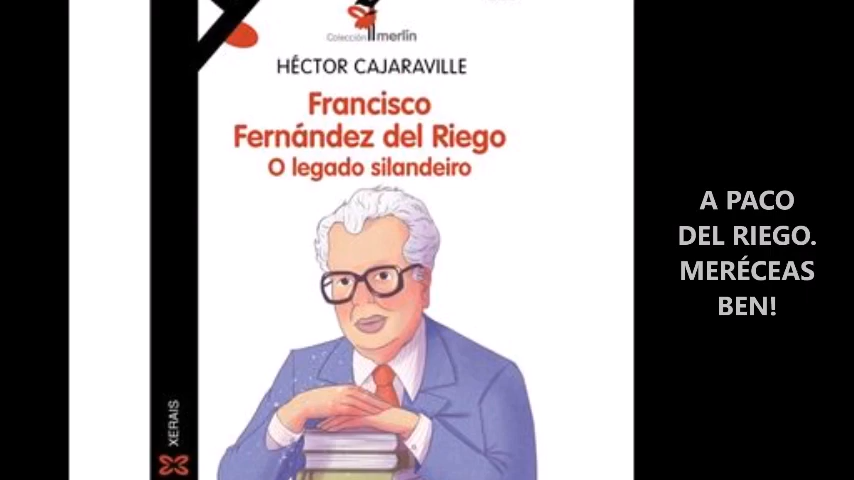 Colección merlín
HÉCTOR CAJARAVILLE
Francisco
Fernández del Riego
O legado silandeiro
XERAIS
A PACO
DEL RIEGO.
MERÉCEAS
BEN!